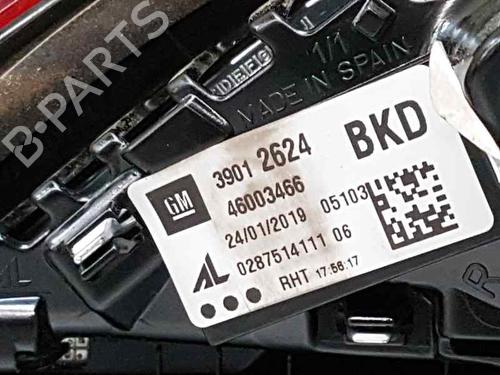 B-PARTS
1/1
MADE IN SPAIN
GM
3901 2624
BKD
46003466
24/01/2019 05103
AL
0287514111 06
RHT 17:56:17
AL
R